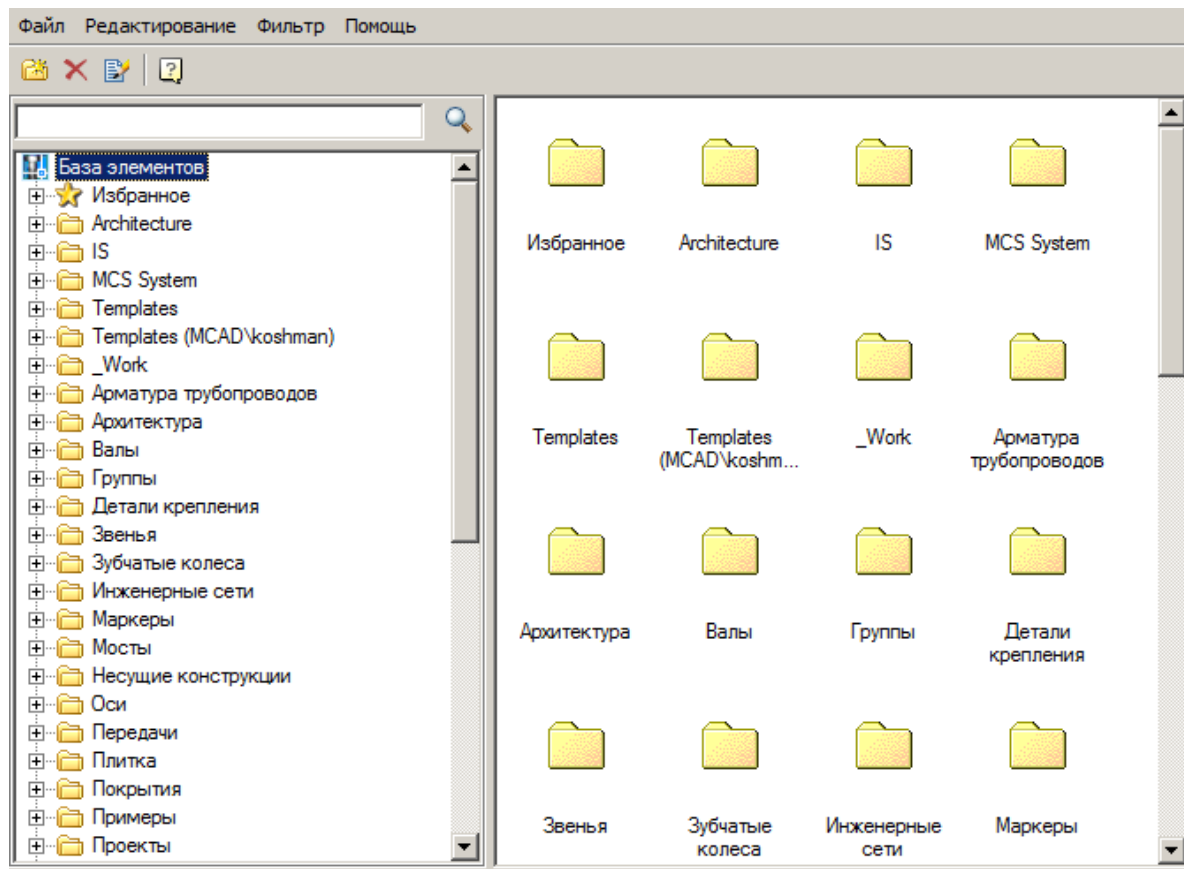 Файл Редактирование Фильтр Помощь
База элементов
Избранное
Architecture
IS
MCS System
Templates
Templates (MCAD\koshman)
_Work
Арматура трубопроводов
Архитектура
Валы
Группы
Детали крепления
Звенья
Зубчатые колеса
Инженерные сети
Маркеры
Мосты
Несущие конструкции
Оси
Передачи
Плитка
Покрытия
Примеры
Проекты
Избранное Architecture IS MCS System
Templates Templates _Work Арматура
(MCAD\koshm... трубопроводов
Архитектура Валы Группы Детали
крепления
Звенья Зубчатые Инженерные Маркеры
колеса сети